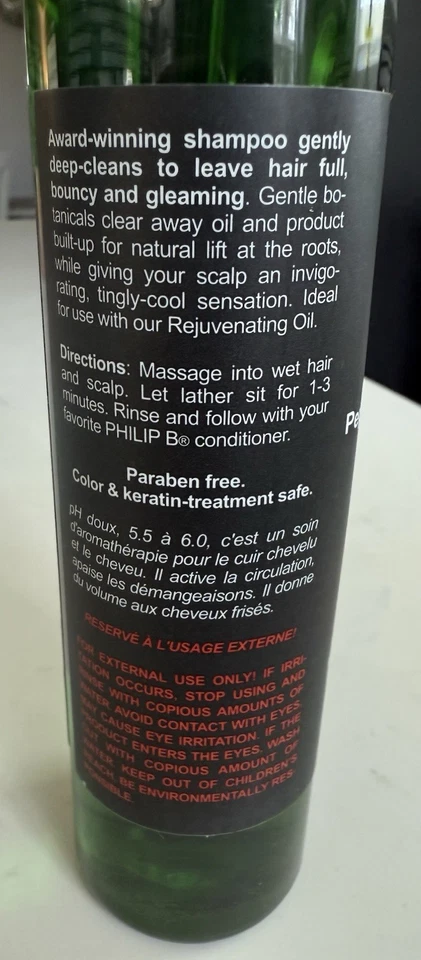 Award-winning shampoo gently
deep-cleans to leave hair full,
bouncy and gleaming. Gentle bo-
tanicals clear away oil and product
built-up for natural lift at the roots,
while giving your scalp an invigo-
rating, tingly-cool sensation. Ideal
for use with our Rejuvenating Oil.
Directions: Massage into wet hair
and scalp. Let lather sit for 1-3
minutes. Rinse and follow with your
favorite PHILIP B® conditioner.
Pe
Paraben free.
Color & keratin-treatment safe.
pH doux, 5.5 à 6.0, c'est un soin
d'aromathérapie pour le cuir chevelu
et le cheveu. Il active la circulation,
apaise les démangeaisons. Il donne
du volume aux cheveux frisés.
RESERVÉ À L'USAGE EXTERNE!
FOR EXTERNAL USE ONLY! IF IRRI-
TATION OCCURS, STOP USING AND
RINSE WITH COPIOUS AMOUNTS OF
WATER. AVOID CONTACT WITH EYES.
MAY CAUSE EYE IRRITATION. IF THE
PRODUCT ENTERS THE EYES, WASH
OUT WITH COPIOUS AMOUNT OF
WATER. KEEP OUT OF CHILDREN'S
REACH. BE ENVIRONMENTALLY RES-
PONSIBLE.